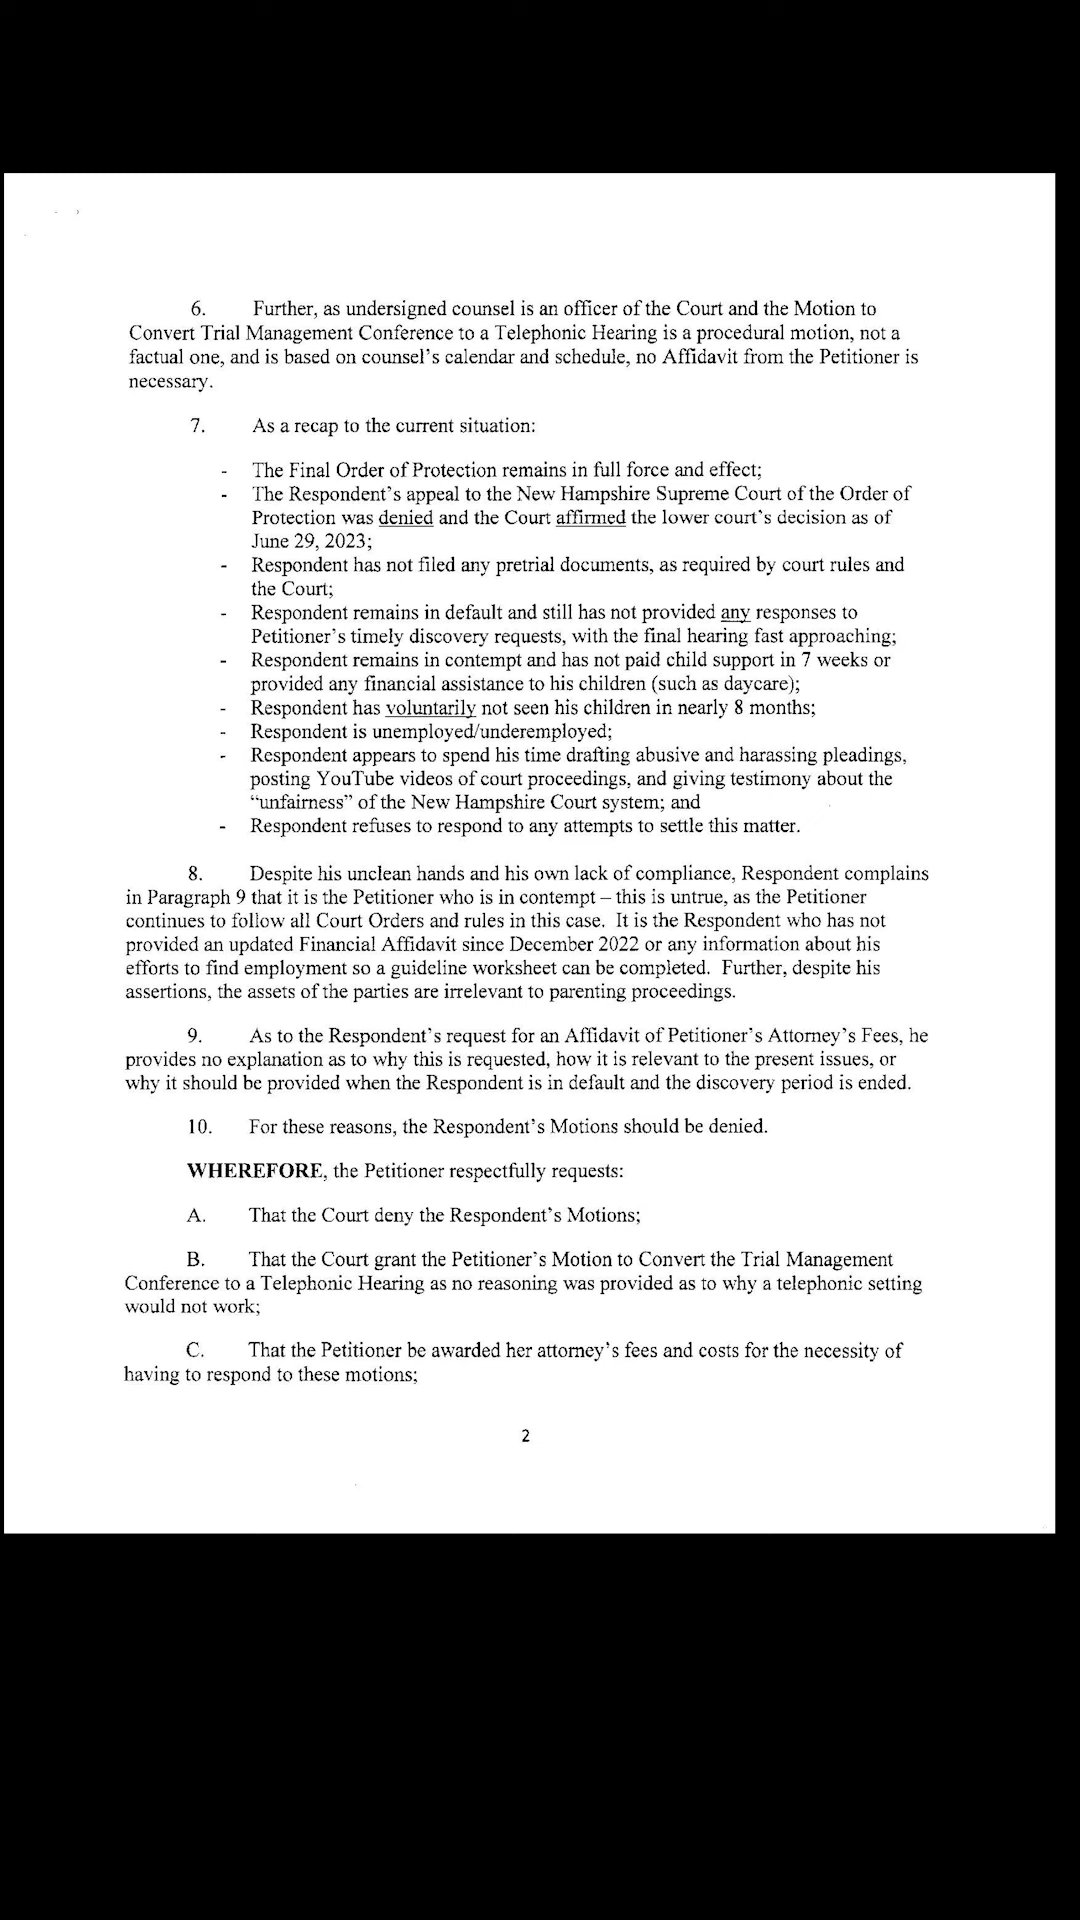 6. Further, as undersigned counsel is an officer of the Court and the Motion to
Convert Trial Management Conference to a Telephonic Hearing is a procedural motion, not a
factual one, and is based on counsel's calendar and schedule, no Affidavit from the Petitioner is
necessary.
7. As a recap to the current situation:
- The Final Order of Protection remains in full force and effect;
- The Respondent's appeal to the New Hampshire Supreme Court of the Order of
Protection was denied and the Court affirmed the lower court's decision as of
June 29, 2023;
- Respondent has not filed any pretrial documents, as required by court rules and
the Court;
- Respondent remains in default and still has not provided any responses to
Petitioner's timely discovery requests, with the final hearing fast approaching;
- Respondent remains in contempt and has not paid child support in 7 weeks or
provided any financial assistance to his children (such as daycare);
- Respondent has voluntarily not seen his children in nearly 8 months;
- Respondent is unemployed/underemployed;
- Respondent appears to spend his time drafting abusive and harassing pleadings,
posting YouTube videos of court proceedings, and giving testimony about the
“unfairness” of the New Hampshire Court system; and
- Respondent refuses to respond to any attempts to settle this matter.
8. Despite his unclean hands and his own lack of compliance, Respondent complains
in Paragraph 9 that it is the Petitioner who is in contempt – this is untrue, as the Petitioner
continues to follow all Court Orders and rules in this case. It is the Respondent who has not
provided an updated Financial Affidavit since December 2022 or any information about his
efforts to find employment so a guideline worksheet can be completed. Further, despite his
assertions, the assets of the parties are irrelevant to parenting proceedings.
9. As to the Respondent's request for an Affidavit of Petitioner's Attorney's Fees, he
provides no explanation as to why this is requested, how it is relevant to the present issues, or
why it should be provided when the Respondent is in default and the discovery period is ended.
10. For these reasons, the Respondent's Motions should be denied.
WHEREFORE, the Petitioner respectfully requests:
A. That the Court deny the Respondent's Motions;
B. That the Court grant the Petitioner's Motion to Convert the Trial Management
Conference to a Telephonic Hearing as no reasoning was provided as to why a telephonic setting
would not work;
C. That the Petitioner be awarded her attorney's fees and costs for the necessity of
having to respond to these motions;
2